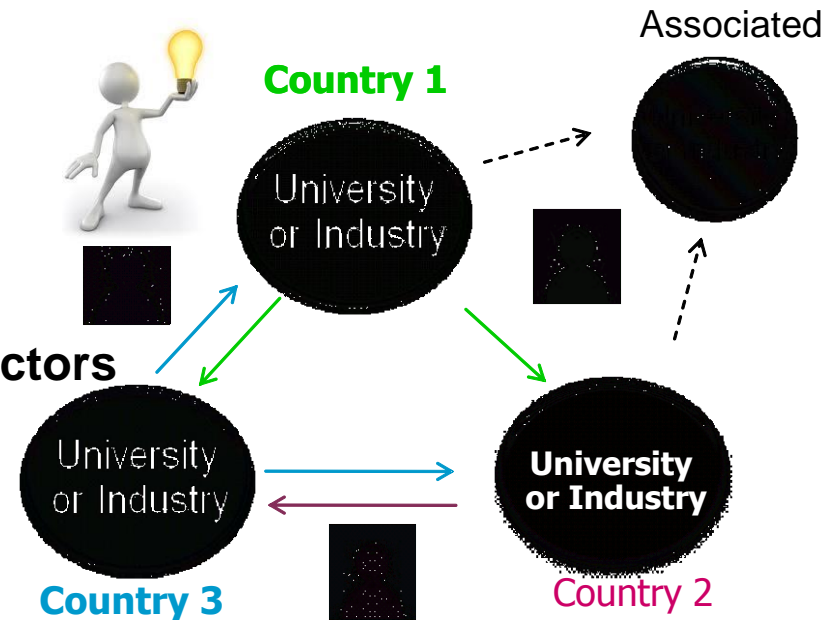 Associated
Country 1
University
or Industry
ctors
University
or Industry
University
or Industry
Country 3
Country 2